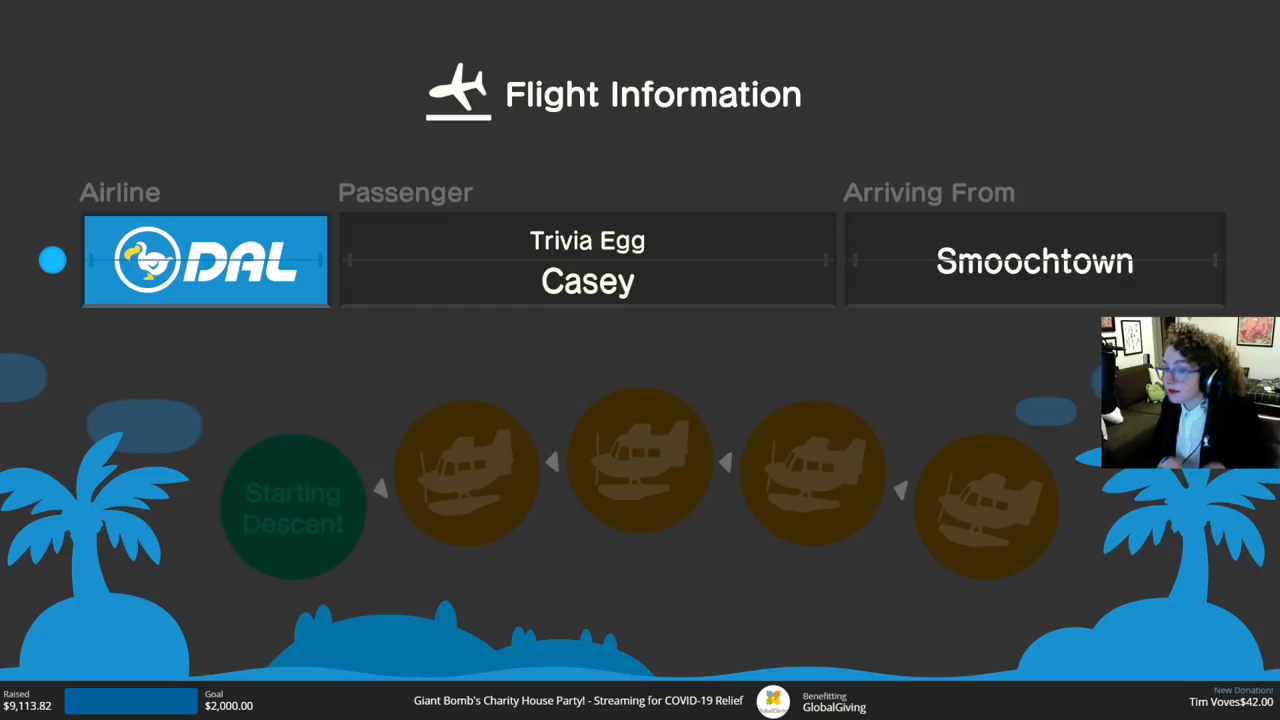 Flight Information
Airline
Passenger
Arriving From
DAL
Trivia Egg
Casey
Smoochtown
Starting
Descent
Raised
$9,113.82
Goal
$2,000.00
Giant Bomb's Charity House Party! - Streaming for COVID-19 Relief
Benefitting
GlobalGiving
New Donation!
Tim Voves$42.00